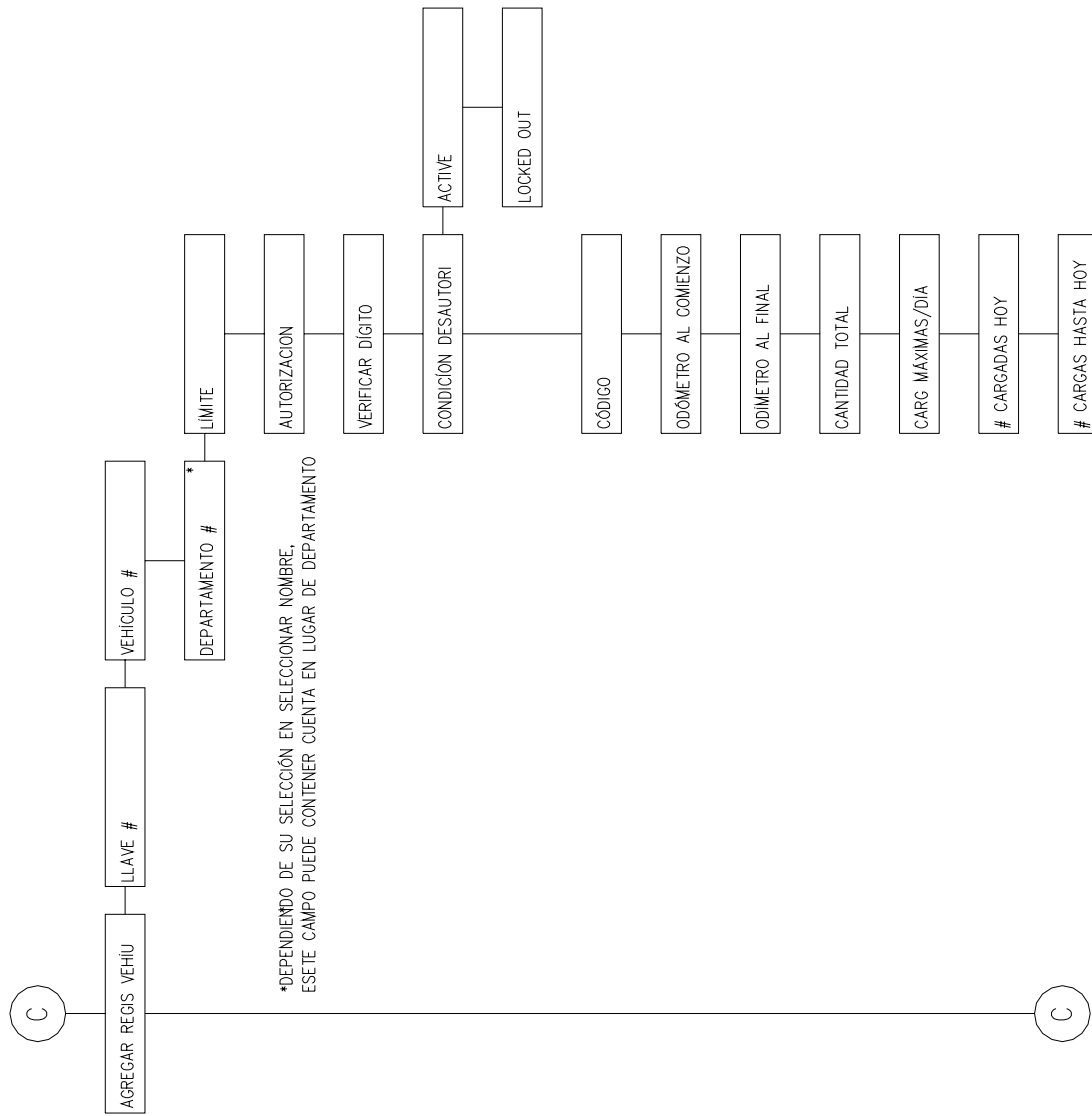 C
AGREGAR REGIS VEHÍU
LLAVE #
VEHÍCULO #
DEPARTAMENTO #
*
LÍMITE
AUTORIZACION
VERIFICAR DÍGITO
CONDICÍON DESAUTORI
ACTIVE
LOCKED OUT
CÓDIGO
ODÓMETRO AL COMIENZO
ODÍMETRO AL FINAL
CANTIDAD TOTAL
CARG MÁXIMAS/DÍA
# CARGADAS HOY
# CARGAS HASTA HOY
*DEPENDIENDO DE SU SELECCIÓN EN SELECCIONAR NOMBRE,
ESETE CAMPO PUEDE CONTENER CUENTA EN LUGAR DE DEPARTAMENTO
C